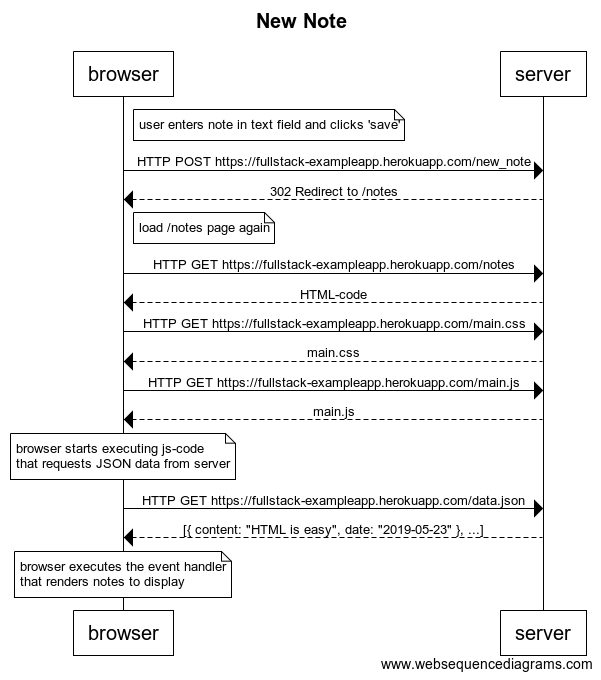 New Note
browser
server
user enters note in text field and clicks 'save'
HTTP POST https://fullstack-exampleapp.herokuapp.com/new_note
302 Redirect to /notes
load /notes page again
HTTP GET https://fullstack-exampleapp.herokuapp.com/notes
HTML-code
HTTP GET https://fullstack-exampleapp.herokuapp.com/main.css
main.css
HTTP GET https://fullstack-exampleapp.herokuapp.com/main.js
main.js
browser starts executing js-code
that requests JSON data from server
HTTP GET https://fullstack-exampleapp.herokuapp.com/data.json
[{ content: "HTML is easy", date: "2019-05-23" }, ...]
browser executes the event handler
that renders notes to display
browser
server
www.websequencediagrams.com